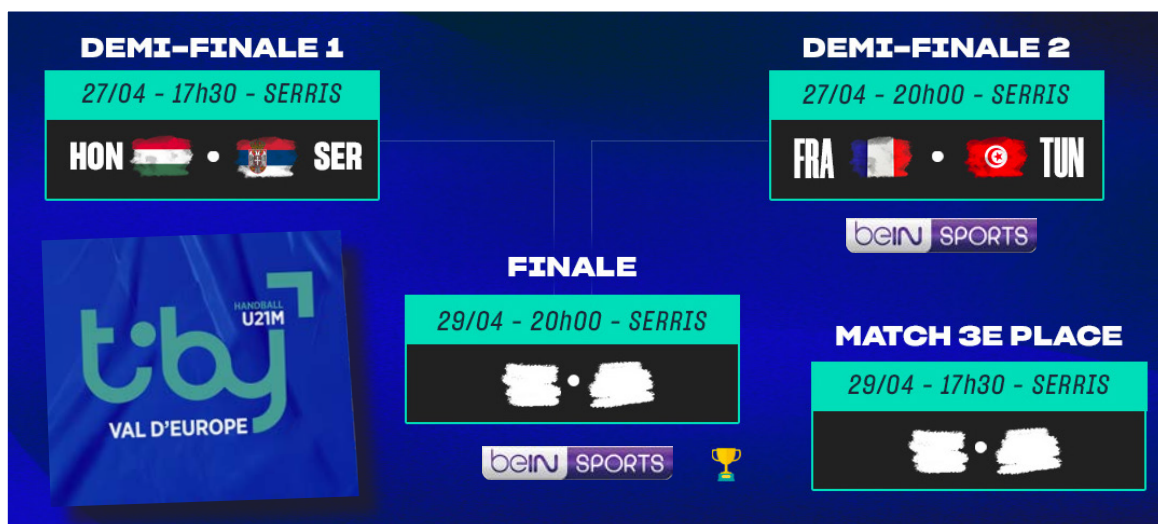 DEMI-FINALE 1
27/04 - 17h30 - SERRIS
HON • SER
DEMI-FINALE 2
27/04 - 20h00 - SERRIS
FRA • TUN
beIN SPORTS
HANDBALL
U21M
tiby
VAL D'EUROPE
FINALE
29/04 - 20h00 - SERRIS
beIN SPORTS
MATCH 3E PLACE
29/04 - 17h30 - SERRIS